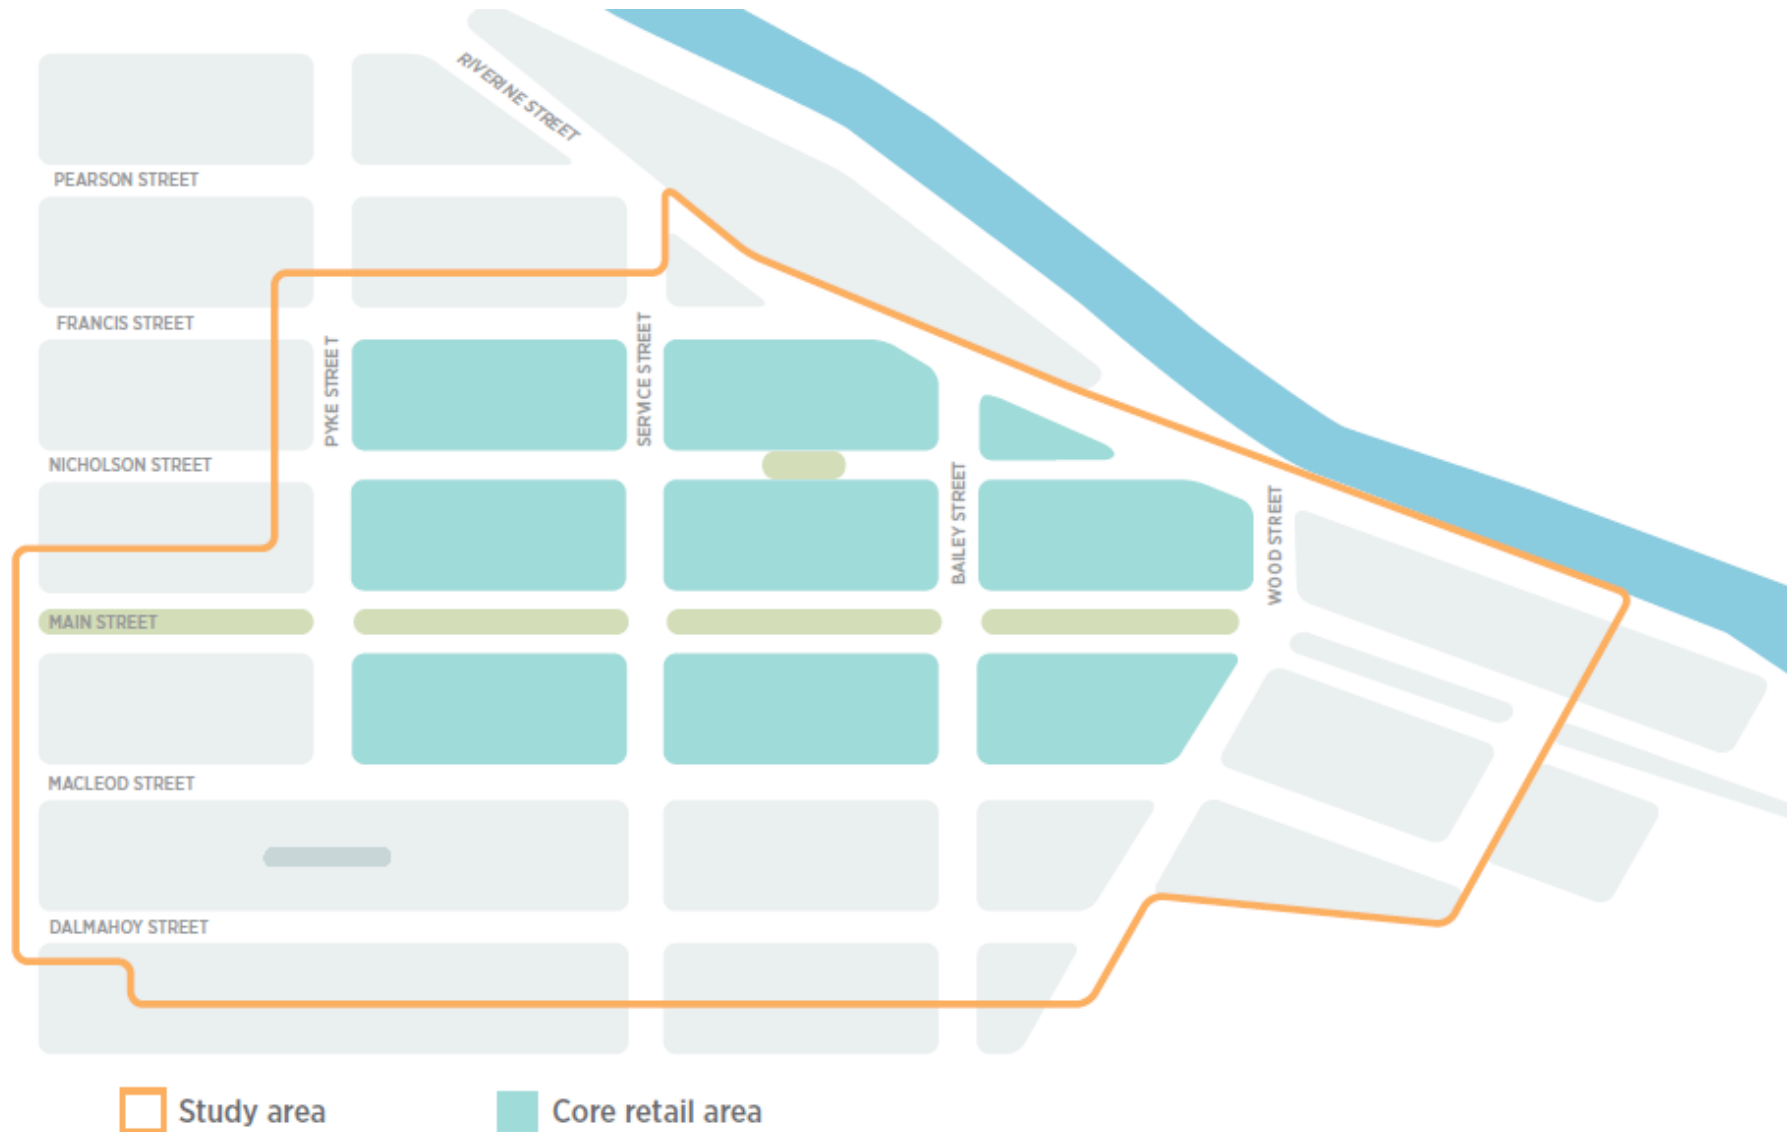 RIVERINE STREET
PEARSON STREET
FRANCIS STREET
PYKE STREET
SERVICE STREET
NICHOLSON STREET
BAILEY STREET
WOOD STREET
MAIN STREET
MACLEOD STREET
DALMAHOY STREET
Study area
Core retail area